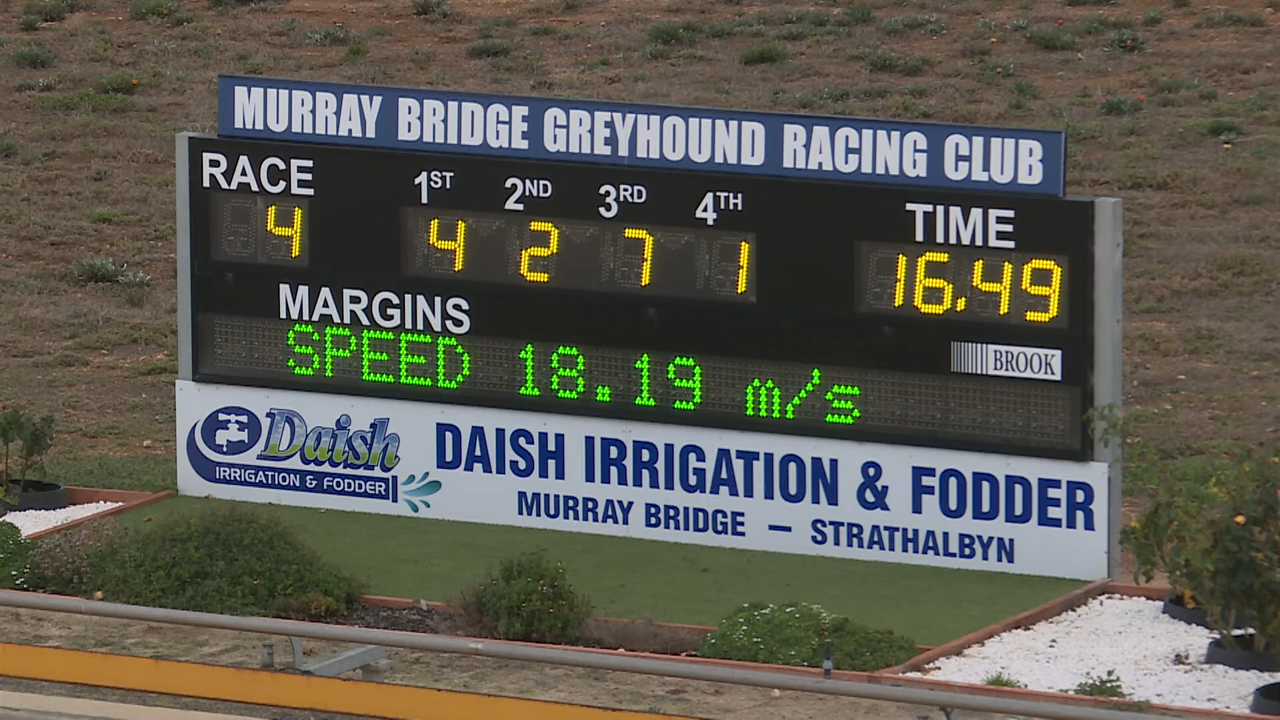 MURRAY BRIDGE GREYHOUND RACING CLUB
RACE 1ST 2ND 3RD 4TH TIME
4 4 2 7 1 16.49
MARGINS
BROOK
SPEED 18.19 m/s
Daish
IRRIGATION & FODDER
DAISH IRRIGATION & FODDER
MURRAY BRIDGE – STRATHALBYN